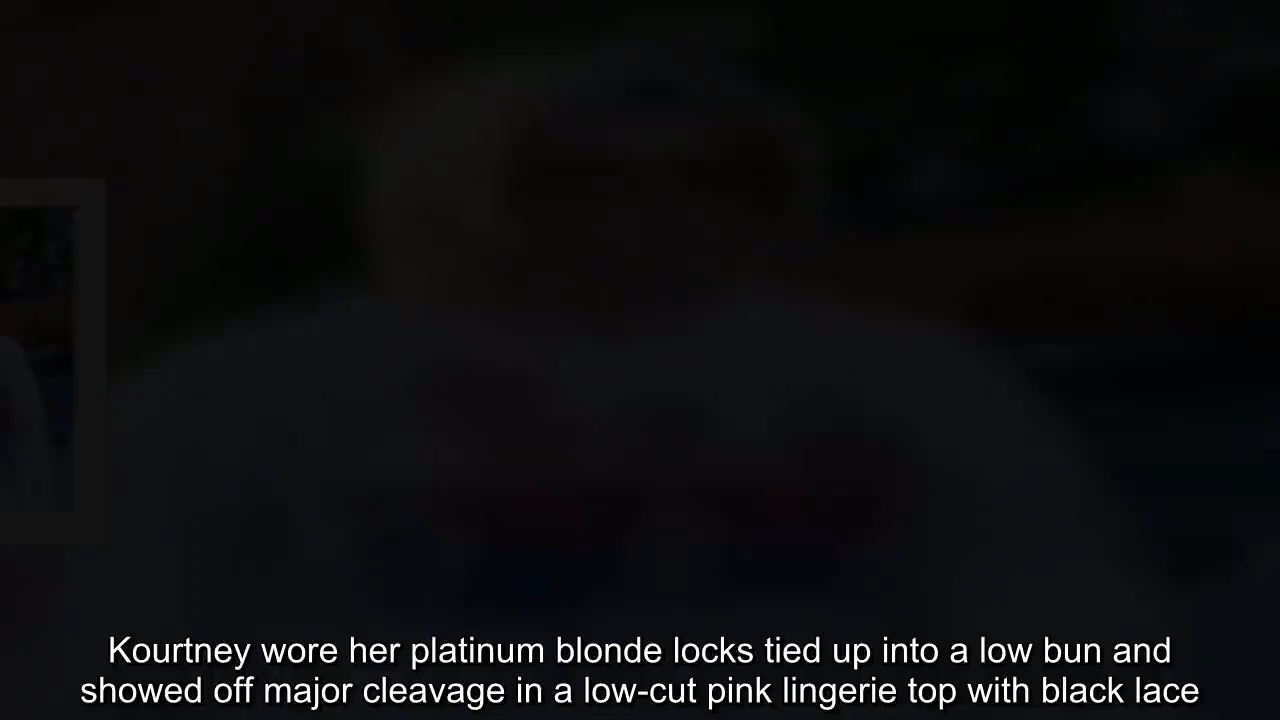 Kourtney wore her platinum blonde locks tied up into a low bun and
showed off major cleavage in a low-cut pink lingerie top with black lace